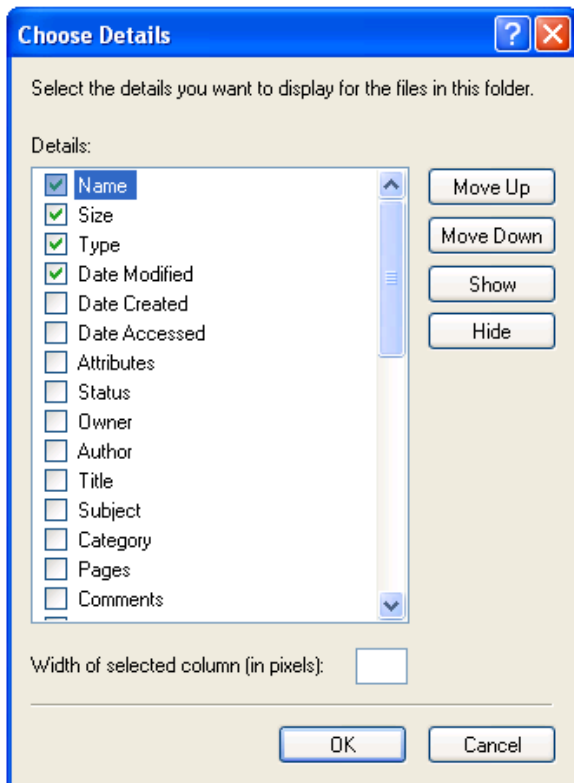 Choose Details
Select the details you want to display for the files in this folder.
Details:
Name
Size
Type
Date Modified
Date Created
Date Accessed
Attributes
Status
Owner
Author
Title
Subject
Category
Pages
Comments
Move Up
Move Down
Show
Hide
Width of selected column (in pixels):
OK
Cancel